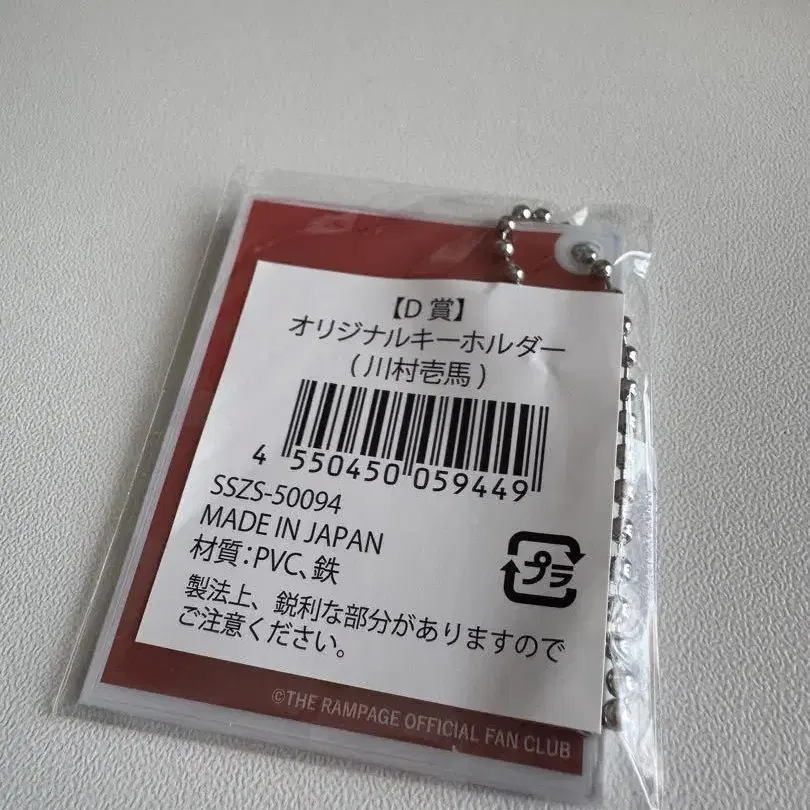 【D 賞】
オリジナルキーホルダー
(川村壱馬)
4 550450 059449
SSZS-50094
MADE IN JAPAN
材質:PVC、鉄
プラ
製法上、鋭利な部分がありますので
ご注意ください。
©THE RAMPAGE OFFICIAL FAN CLUB